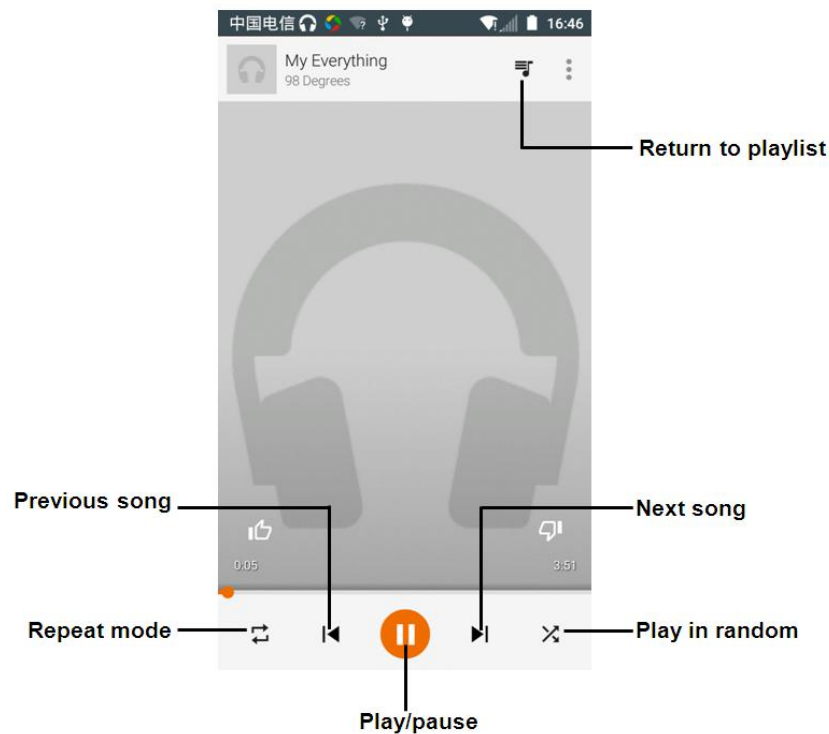 中国电信 16:46
My Everything
98 Degrees
Return to playlist
Previous song
Next song
0:05
3:51
Repeat mode
Play in random
Play/pause